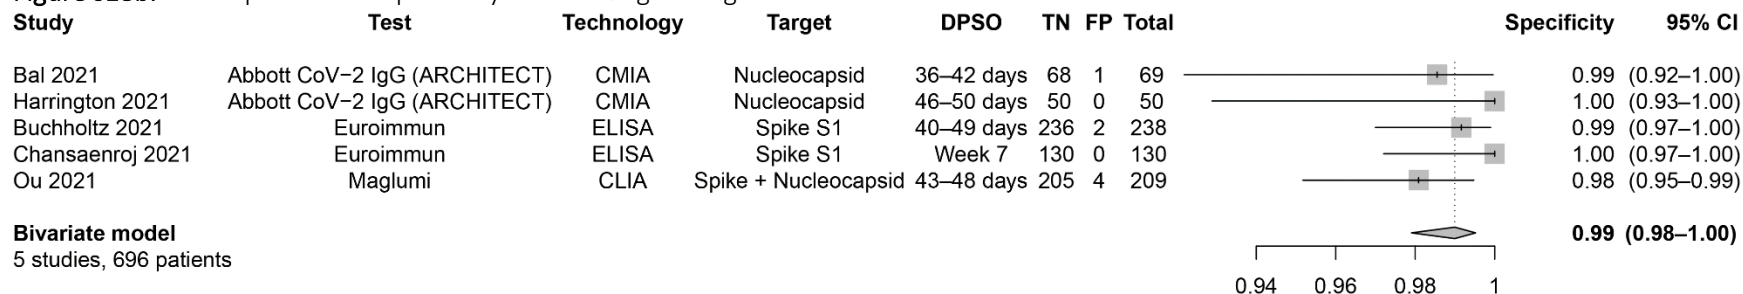 Study Test Technology Target DPSO TN FP Total Specificity 95% CI
Bal 2021 Abbott CoV−2 IgG (ARCHITECT) CMIA Nucleocapsid 36–42 days 68 1 69 0.99 (0.92–1.00)
Harrington 2021 Abbott CoV−2 IgG (ARCHITECT) CMIA Nucleocapsid 46–50 days 50 0 50 1.00 (0.93–1.00)
Buchholtz 2021 Euroimmun ELISA Spike S1 40–49 days 236 2 238 0.99 (0.97–1.00)
Chansaenroj 2021 Euroimmun ELISA Spike S1 Week 7 130 0 130 1.00 (0.97–1.00)
Ou 2021 Maglumi CLIA Spike + Nucleocapsid 43–48 days 205 4 209 0.98 (0.95–0.99)
Bivariate model 0.99 (0.98–1.00)
5 studies, 696 patients
0.94 0.96 0.98 1